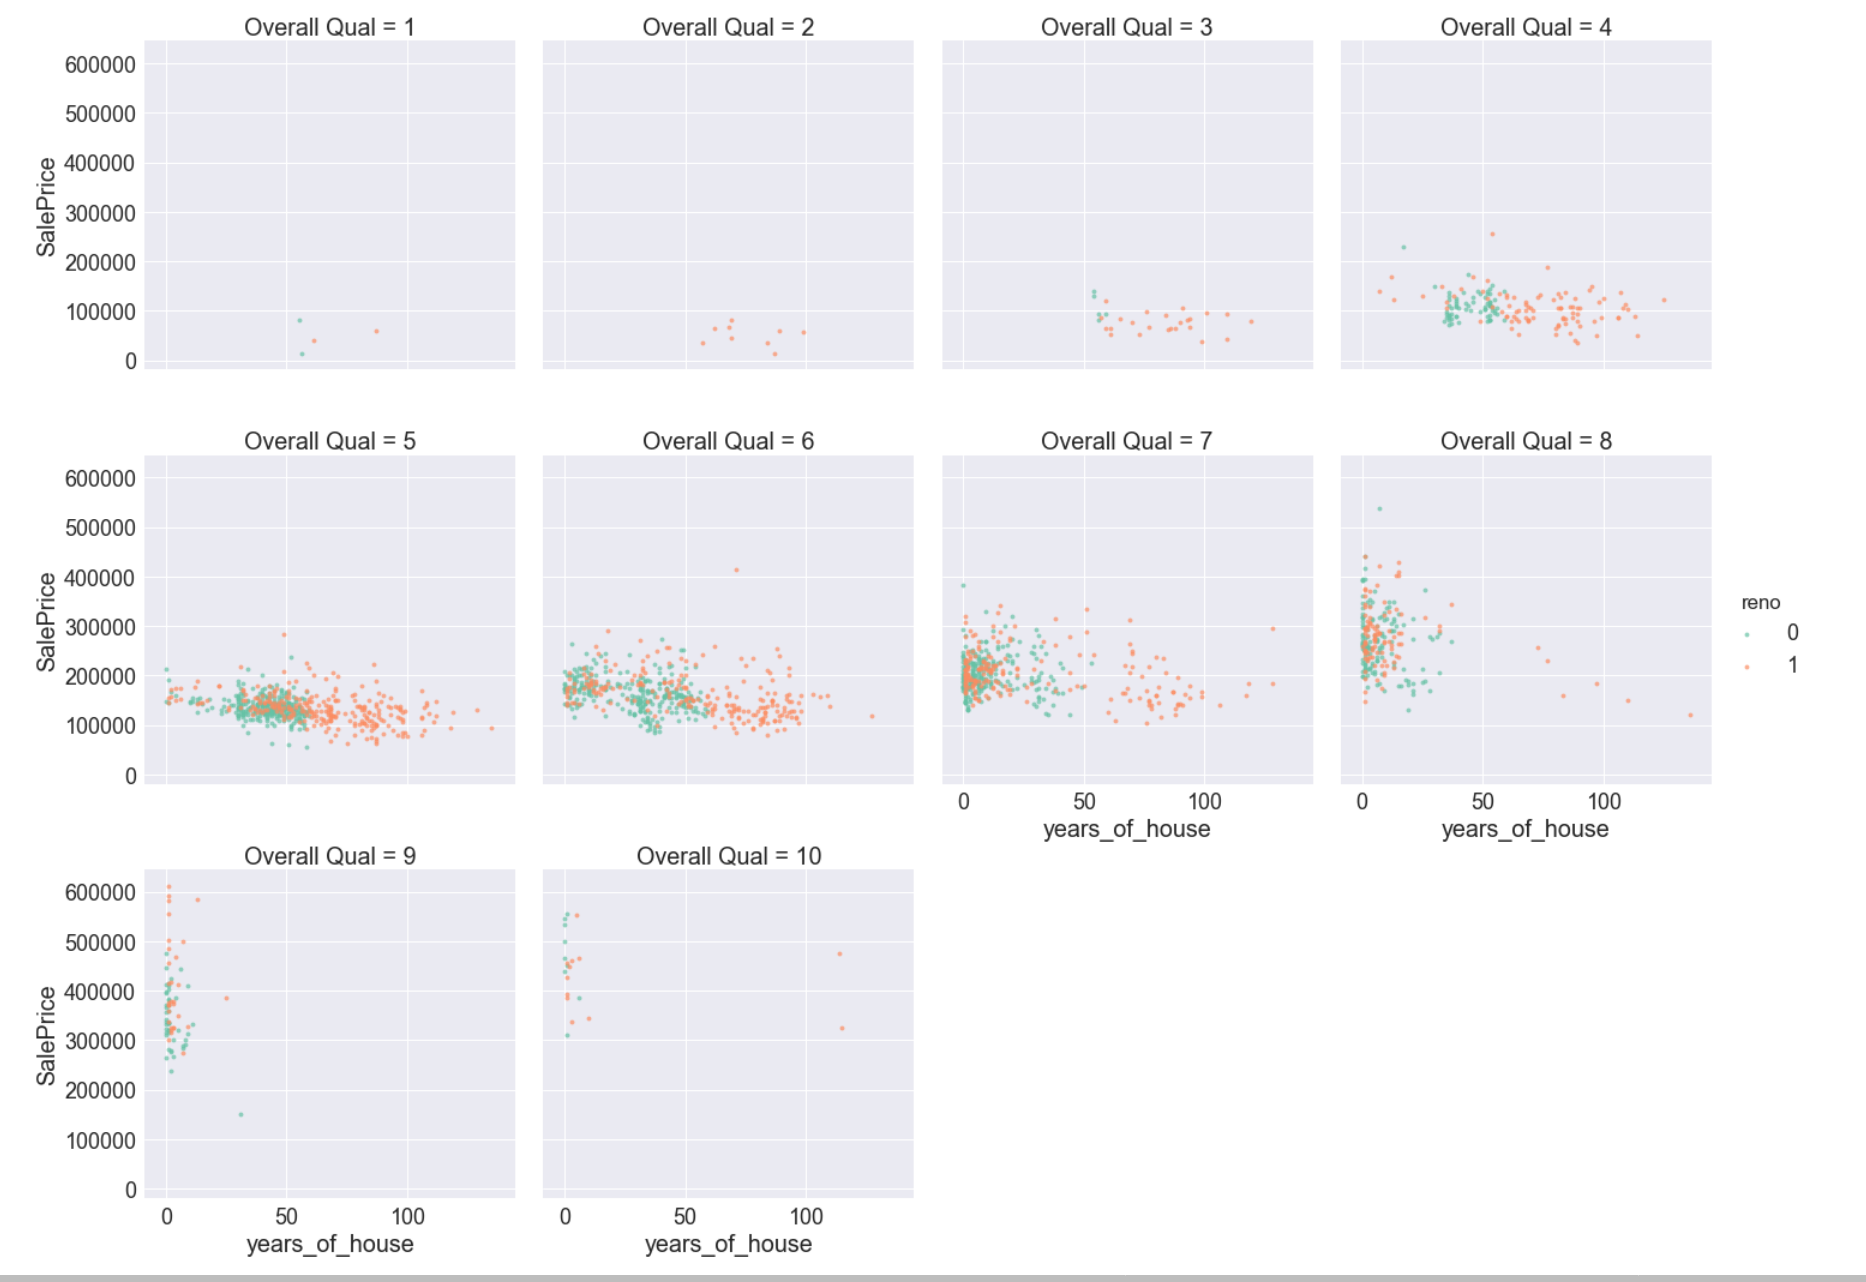 Overall Qual = 1
Overall Qual = 2
Overall Qual = 3
Overall Qual = 4
SalePrice
600000
500000
400000
300000
200000
100000
0
Overall Qual = 5
Overall Qual = 6
Overall Qual = 7
Overall Qual = 8
SalePrice
600000
500000
400000
300000
200000
100000
0
0 50 100
years_of_house
0 50 100
years_of_house
reno
0
1
Overall Qual = 9
Overall Qual = 10
SalePrice
600000
500000
400000
300000
200000
100000
0
0 50 100
years_of_house
0 50 100
years_of_house